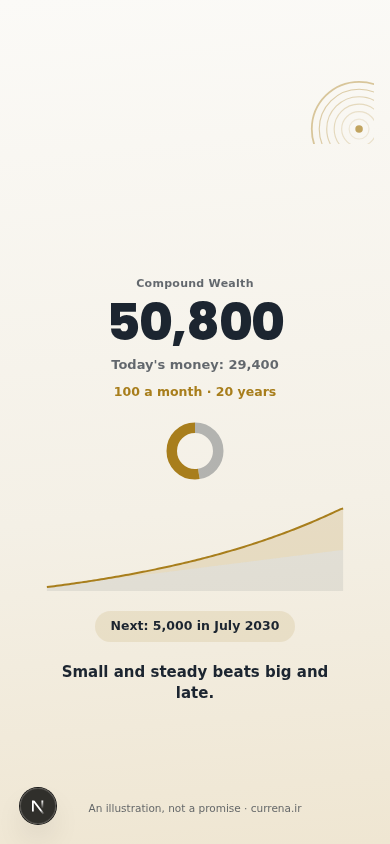 Compound Wealth
50,800
Today's money: 29,400
100 a month · 20 years
Next: 5,000 in July 2030
Small and steady beats big and
late.
N
An illustration, not a promise · currena.ir